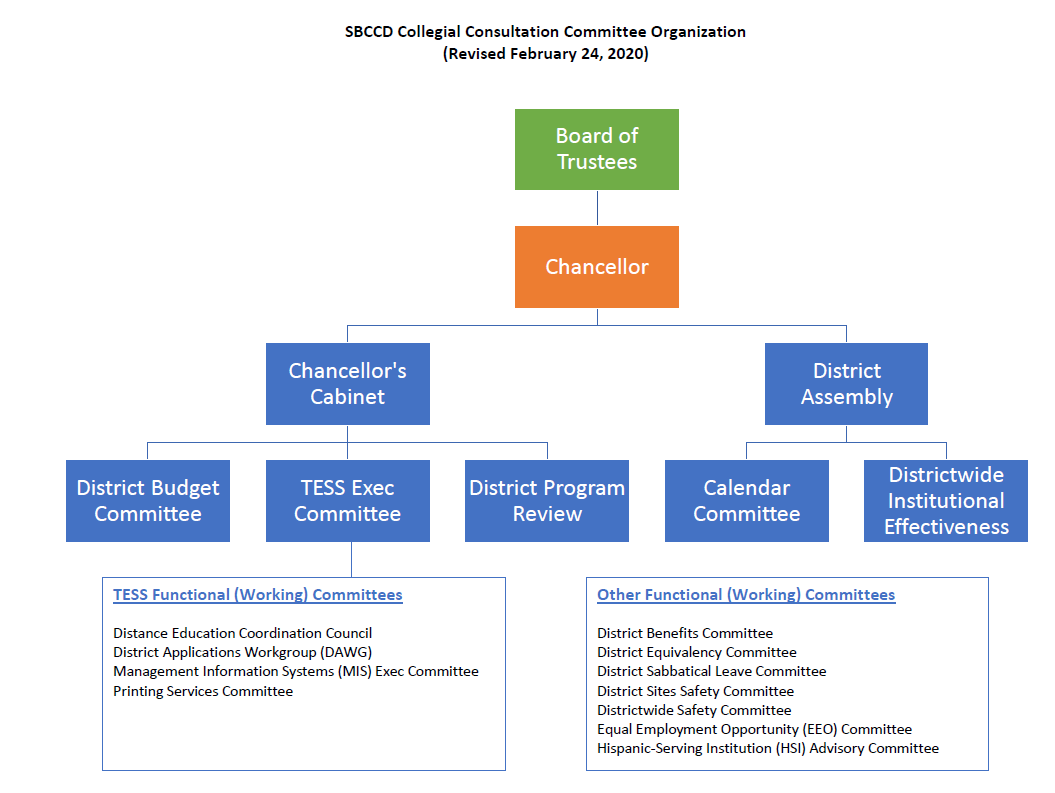 SBCCD Collegial Consultation Committee Organization
(Revised February 24, 2020)
Board of
Trustees
Chancellor
Chancellor's
Cabinet
District
Assembly
District Budget
Committee
TESS Exec
Committee
District Program
Review
Calendar
Committee
Districtwide
Institutional
Effectiveness
TESS Functional (Working) Committees
Distance Education Coordination Council
District Applications Workgroup (DAWG)
Management Information Systems (MIS) Exec Committee
Printing Services Committee
Other Functional (Working) Committees
District Benefits Committee
District Equivalency Committee
District Sabbatical Leave Committee
District Sites Safety Committee
Districtwide Safety Committee
Equal Employment Opportunity (EEO) Committee
Hispanic-Serving Institution (HSI) Advisory Committee